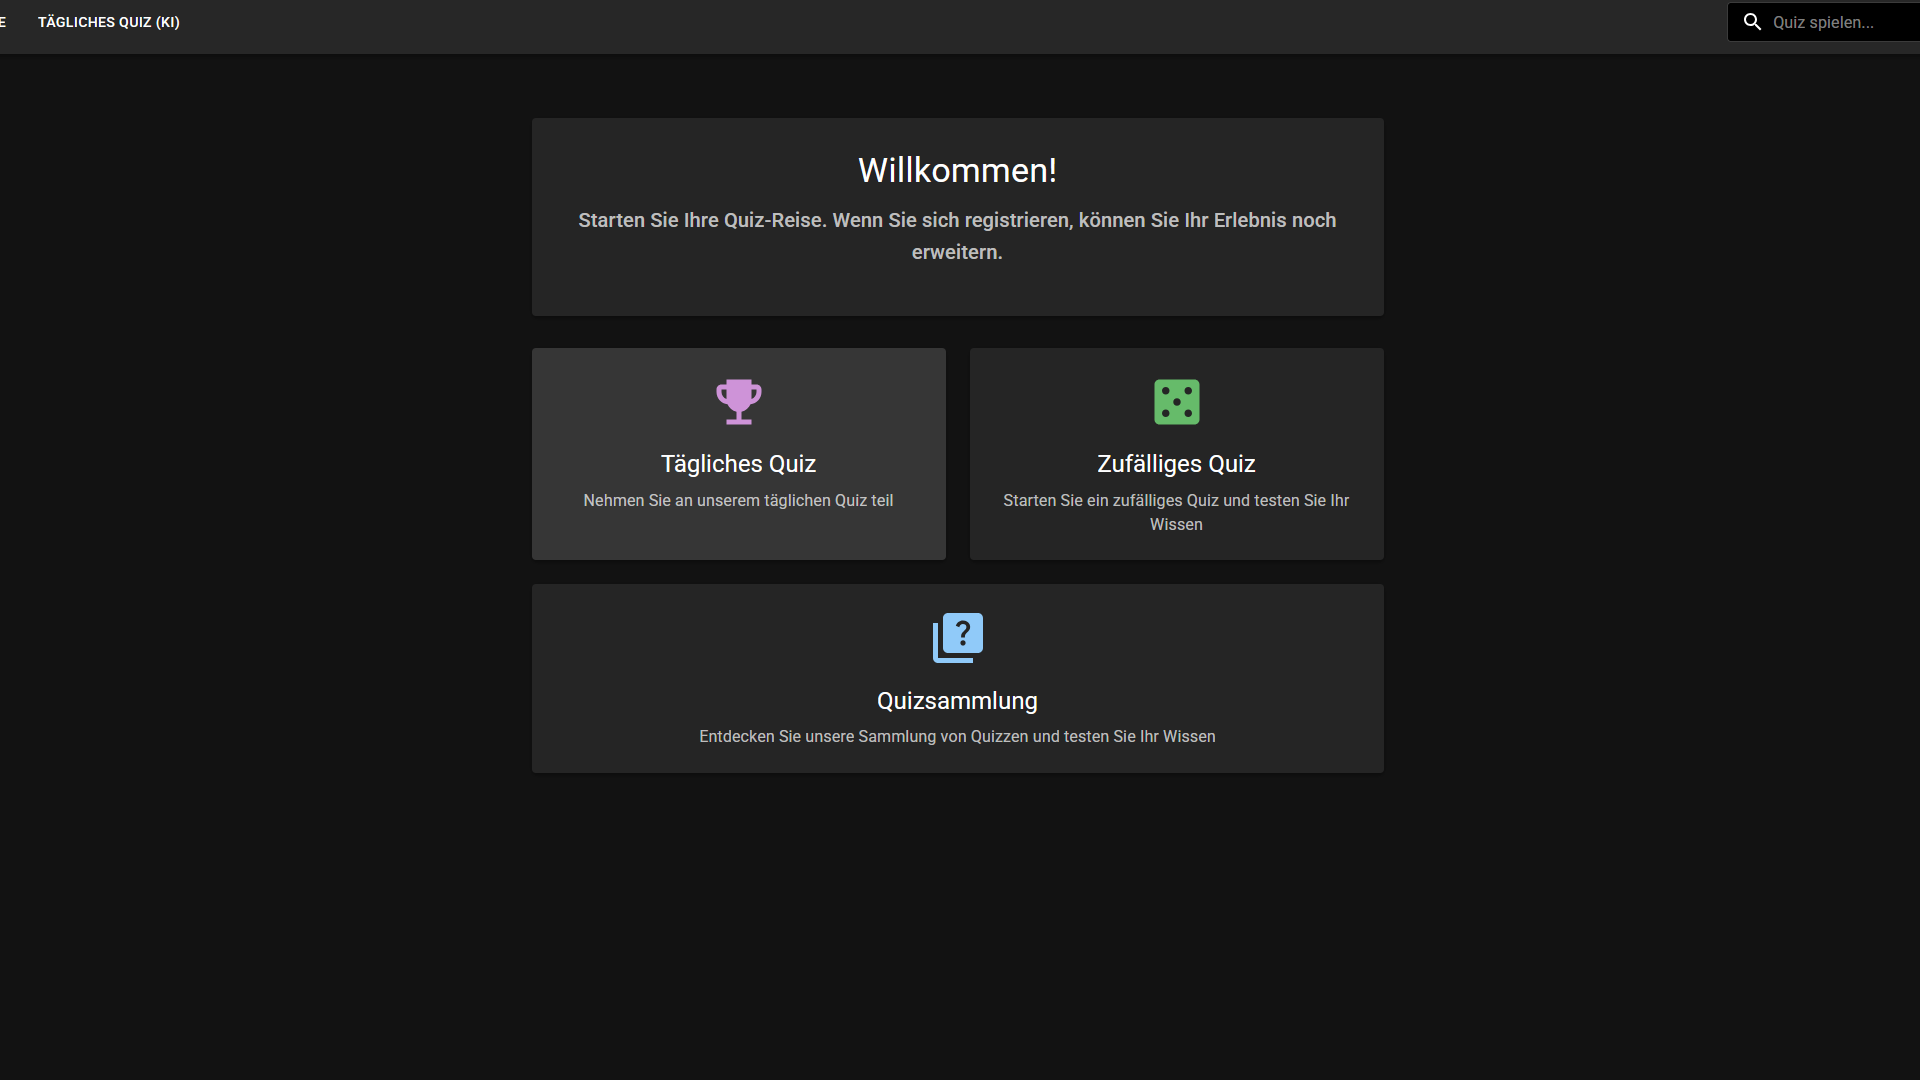 E TÄGLICHES QUIZ (KI) Quiz spielen...
Willkommen!
Starten Sie Ihre Quiz-Reise. Wenn Sie sich registrieren, können Sie Ihr Erlebnis noch
erweitern.
Tägliches Quiz
Nehmen Sie an unserem täglichen Quiz teil
Zufälliges Quiz
Starten Sie ein zufälliges Quiz und testen Sie Ihr
Wissen
?
Quizsammlung
Entdecken Sie unsere Sammlung von Quizzen und testen Sie Ihr Wissen